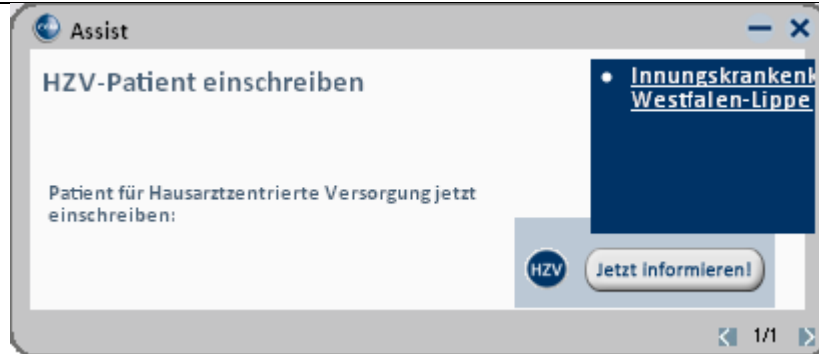 Assist
HZV-Patient einschreiben
• Innungskrankenk
Westfalen-Lippe
Patient für Hausarztzentrierte Versorgung jetzt
einschreiben:
HZV
Jetzt informieren!
1/1